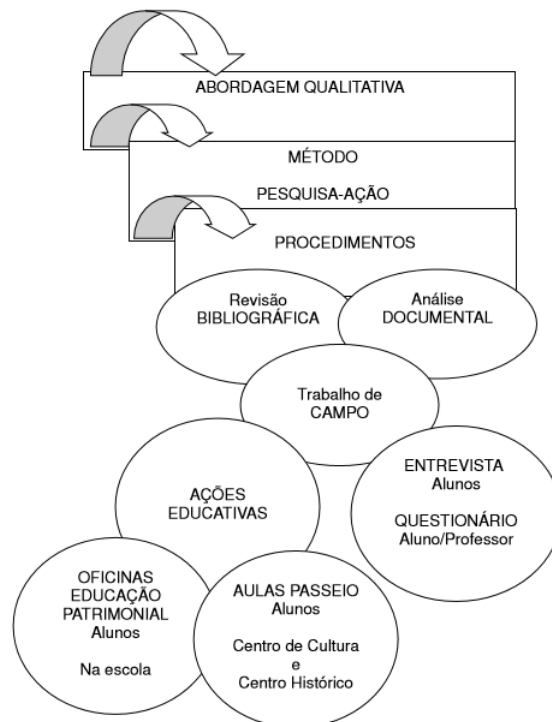 ABORDAGEM QUALITATIVA
MÉTODO
PESQUISA-AÇÃO
PROCEDIMENTOS
Revisão
BIBLIOGRÁFICA
Análise
DOCUMENTAL
Trabalho de
CAMPO
ENTREVISTA
Alunos
QUESTIONÁRIO
Aluno/Professor
AÇÕES
EDUCATIVAS
OFICINAS
EDUCAÇÃO
PATRIMONIAL
Alunos
Na escola
AULAS PASSEIO
Alunos
Centro de Cultura
e
Centro Histórico